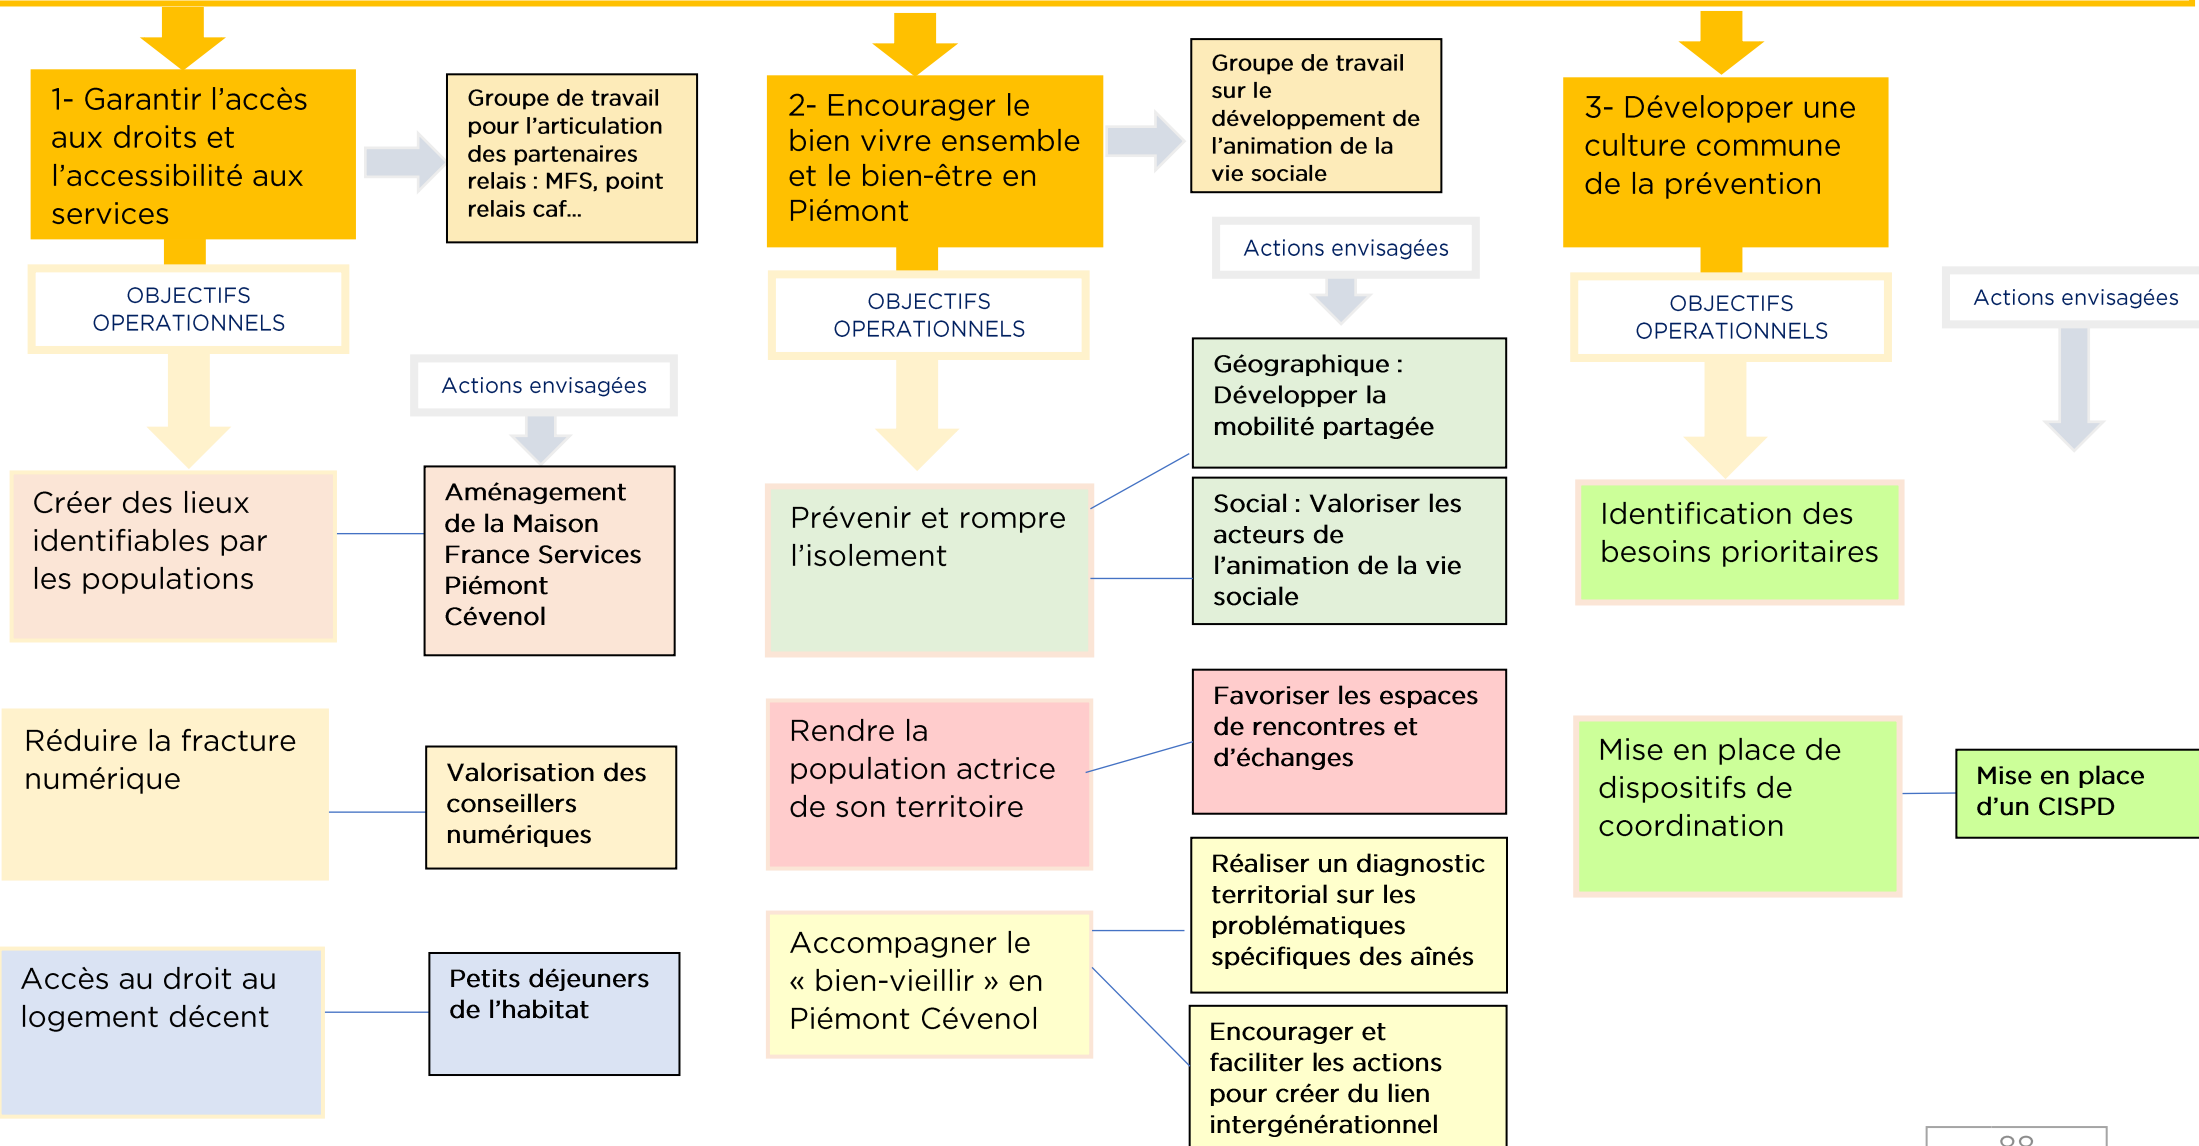 1- Garantir l'accès
aux droits et
l'accessibilité aux
services
Groupe de travail
pour l'articulation
des partenaires
relais : MFS, point
relais caf...
OBJECTIFS
OPERATIONNELS
Actions envisagées
Créer des lieux
identifiables par
les populations
Aménagement
de la Maison
France Services
Piémont
Cévenol
Réduire la fracture
numérique
Valorisation des
conseillers
numériques
Accès au droit au
logement décent
Petits déjeuners
de l'habitat
2- Encourager le
bien vivre ensemble
et le bien-être en
Piémont
Groupe de travail
sur le
développement de
l'animation de la
vie sociale
OBJECTIFS
OPERATIONNELS
Actions envisagées
Prévenir et rompre
l'isolement
Géographique :
Développer la
mobilité partagée
Social : Valoriser les
acteurs de
l'animation de la vie
sociale
Rendre la
population actrice
de son territoire
Favoriser les espaces
de rencontres et
d'échanges
Accompagner le
« bien-vieillir » en
Piémont Cévenol
Réaliser un diagnostic
territorial sur les
problématiques
spécifiques des aînés
Encourager et
faciliter les actions
pour créer du lien
intergénérationnel
3- Développer une
culture commune
de la prévention
OBJECTIFS
OPERATIONNELS
Actions envisagées
Identification des
besoins prioritaires
Mise en place de
dispositifs de
coordination
Mise en place
d'un CISPD
88